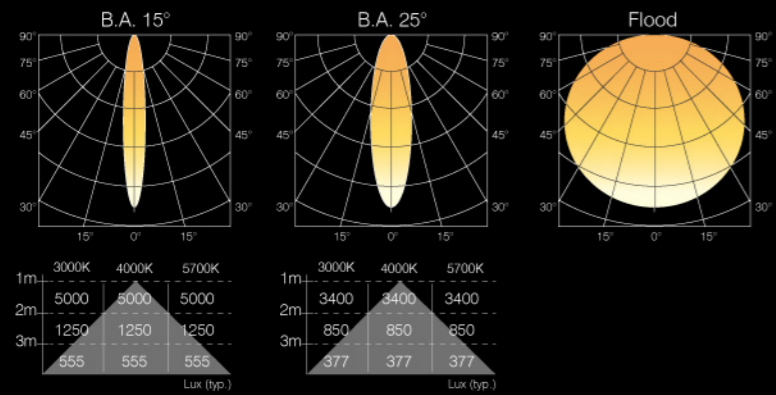 B.A. 15° B.A. 25° Flood
90° 90° 90° 90° 90° 90°
75° 75° 75° 75° 75° 75°
60° 60° 60° 60° 60° 60°
45° 45° 45° 45° 45° 45°
30° 30° 30° 30° 30° 30°
15° 0° 15° 15° 0° 15° 15° 0° 15°
3000K 4000K 5700K 3000K 4000K 5700K
1m 1m
5000 5000 5000 3400 3400 3400
2m 2m
1250 1250 1250 850 850 850
3m 3m
555 555 555 377 377 377
Lux (typ.) Lux (typ.)